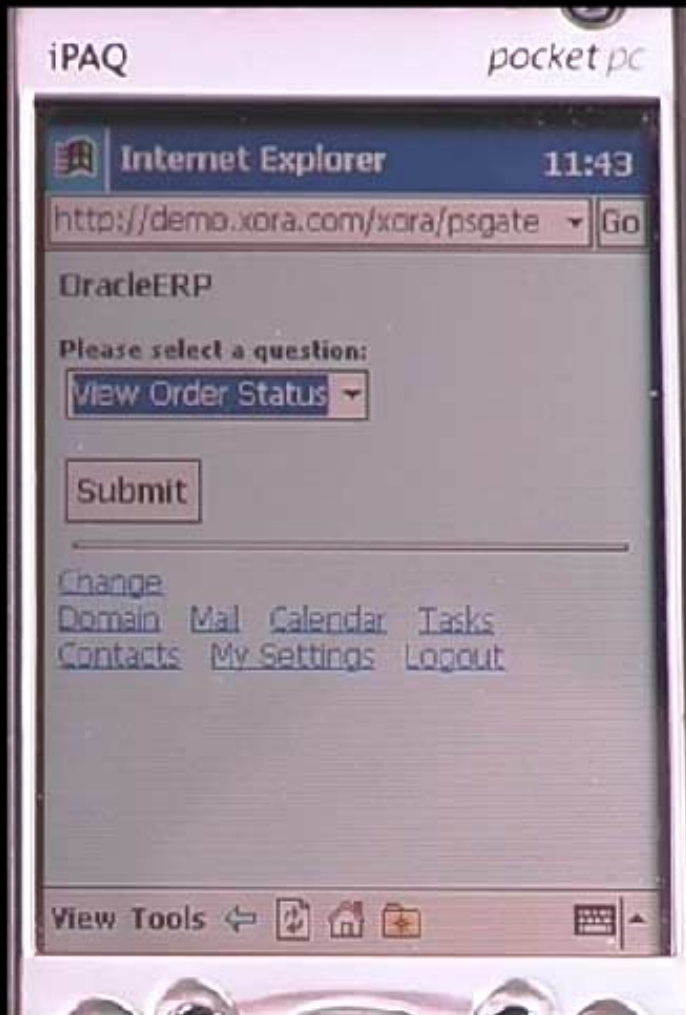 iPAQ pocket pc
Internet Explorer 11:43
http://demo.xora.com/xora/psgate Go
OracleERP
Please select a question:
View Order Status
Submit
Change
Domain Mail Calendar Tasks
Contacts My Settings Logout
View Tools